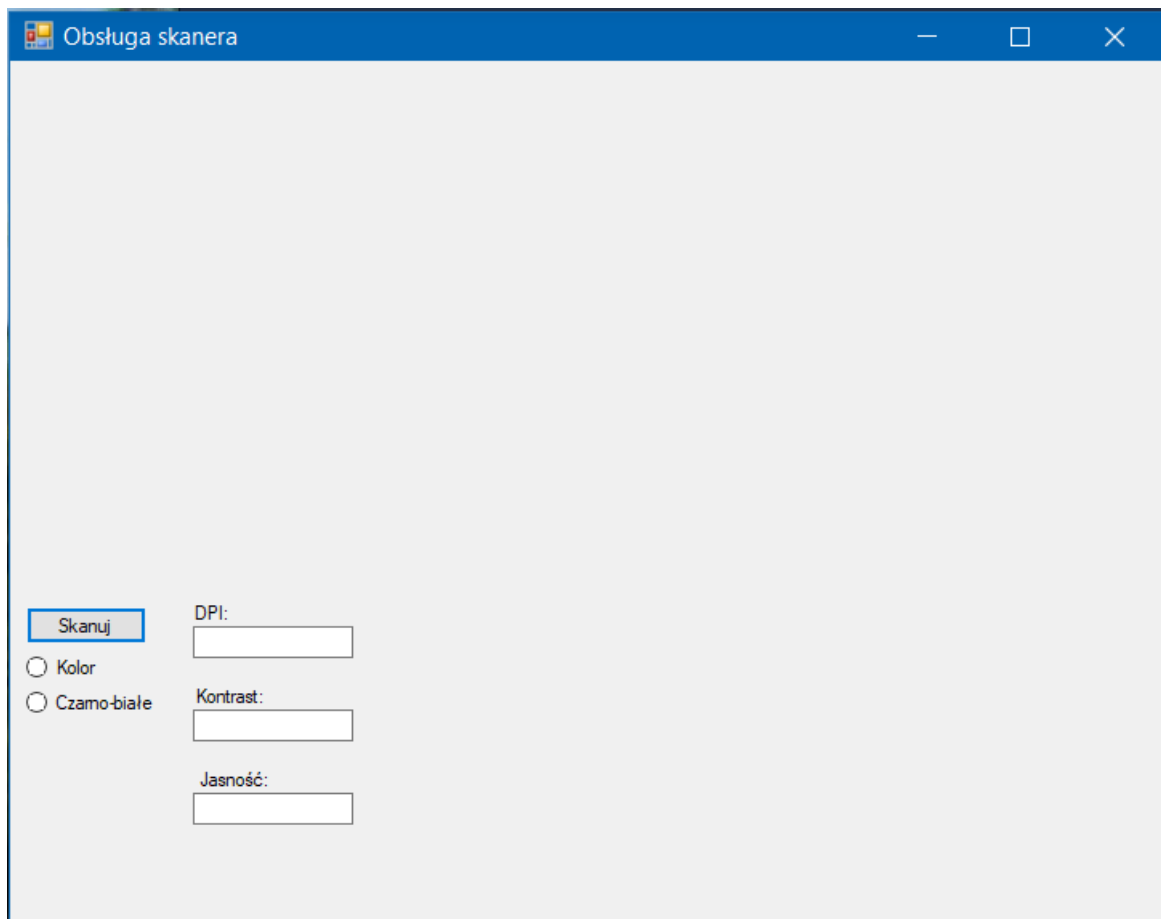 Obsługa skanera
Skanuj
Kolor
Czarno-białe
DPI:
Kontrast:
Jasność: